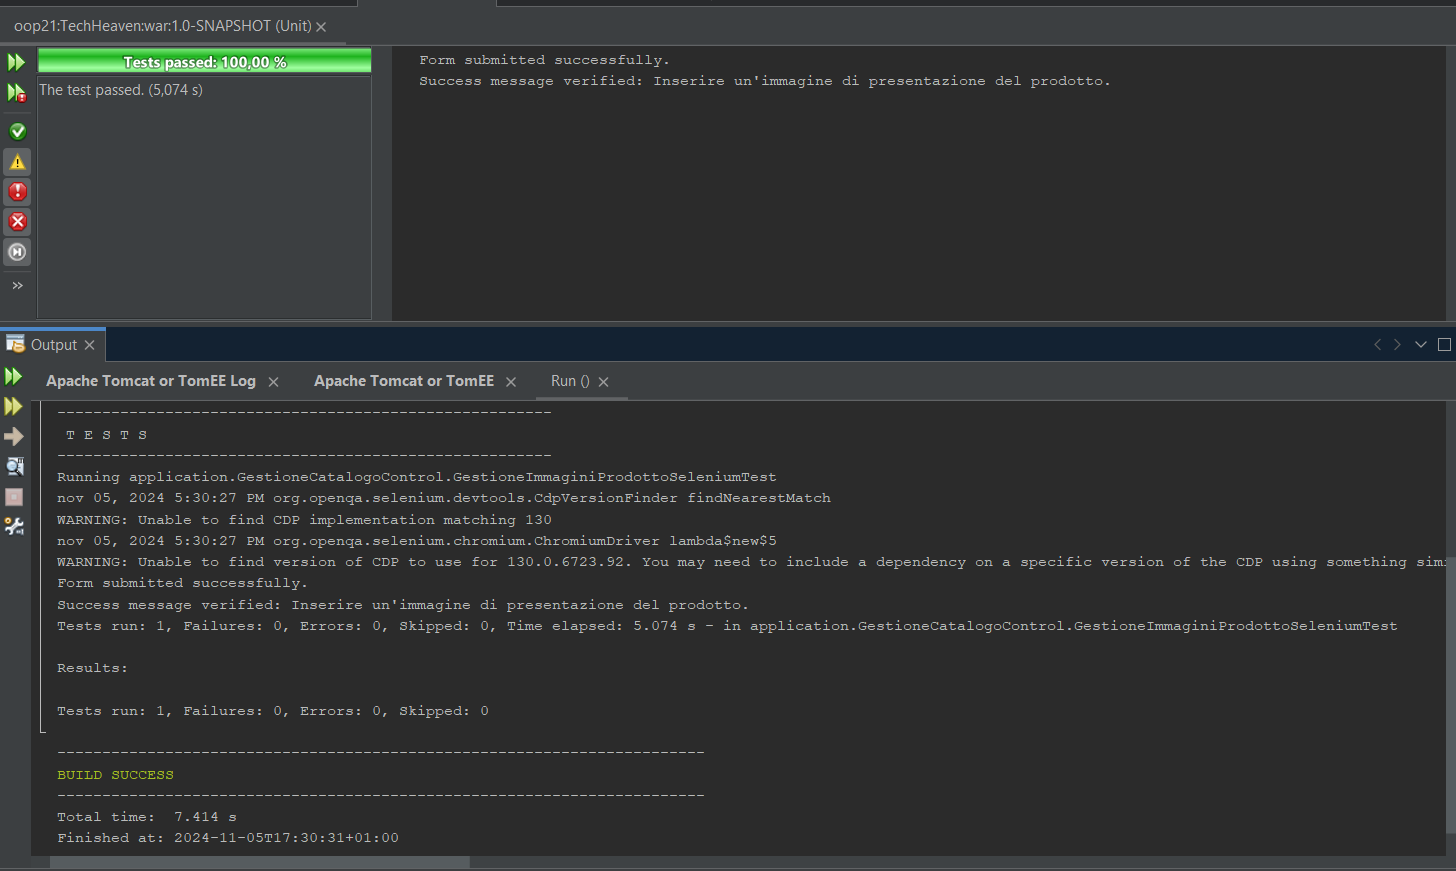 oop21:TechHeaven:war:1.0-SNAPSHOT (Unit)
Tests passed: 100,00 %
The test passed. (5,074 s)
Form submitted successfully.
Success message verified: Inserire un'immagine di presentazione del prodotto.
Output
Apache Tomcat or TomEE Log
Apache Tomcat or TomEE
Run ()
-------------------------------------------------------
T E S T S
-------------------------------------------------------
Running application.GestioneCatalogoControl.GestioneImmaginiProdottoSeleniumTest
nov 05, 2024 5:30:27 PM org.openqa.selenium.devtools.CdpVersionFinder findNearestMatch
WARNING: Unable to find CDP implementation matching 130
nov 05, 2024 5:30:27 PM org.openqa.selenium.chromium.ChromiumDriver lambda$new$5
WARNING: Unable to find version of CDP to use for 130.0.6723.92. You may need to include a dependency on a specific version of the CDP using something
Form submitted successfully.
Success message verified: Inserire un'immagine di presentazione del prodotto.
Tests run: 1, Failures: 0, Errors: 0, Skipped: 0, Time elapsed: 5.074 s - in application.GestioneCatalogoControl.GestioneImmaginiProdottoSeleniumTest
Results:
Tests run: 1, Failures: 0, Errors: 0, Skipped: 0
------------------------------------------------------------------------
BUILD SUCCESS
------------------------------------------------------------------------
Total time:  7.414 s
Finished at: 2024-11-05T17:30:31+01:00